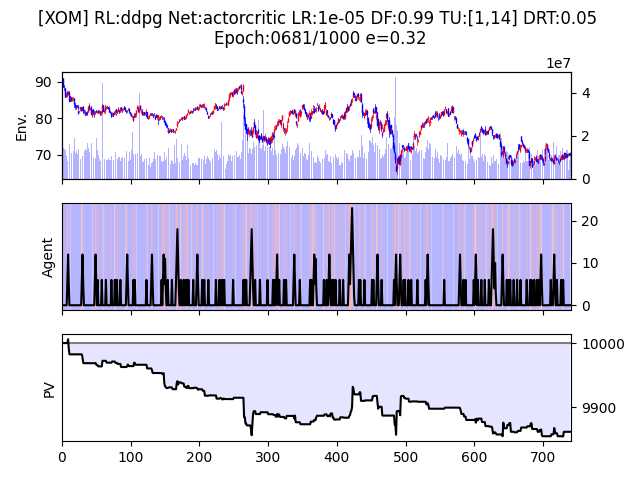 [XOM] RL:ddpg Net:actorcritic LR:1e-05 DF:0.99 TU:[1,14] DRT:0.05
Epoch:0681/1000 e=0.32
1e7
90
80
70
Env.
4
2
0
Agent
20
10
0
PV
10000
9900
0 100 200 300 400 500 600 700